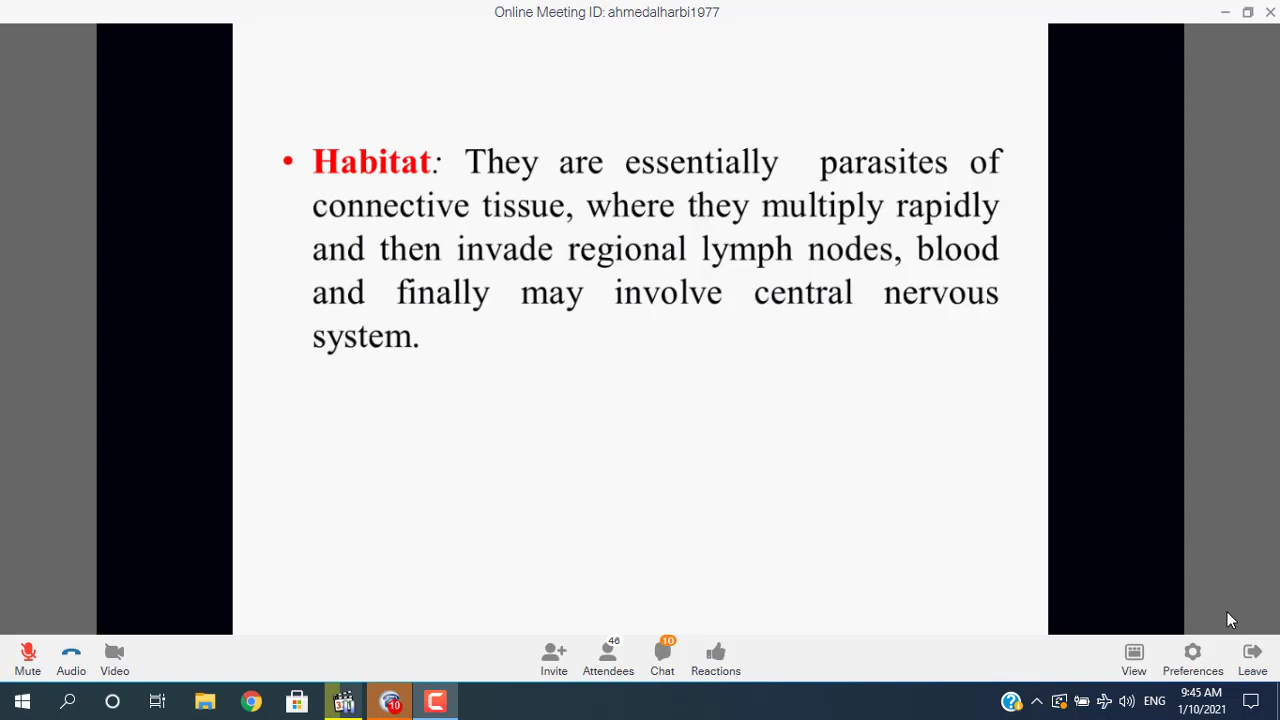 Online Meeting ID: ahmedalharbi1977
• Habitat: They are essentially parasites of
connective tissue, where they multiply rapidly
and then invade regional lymph nodes, blood
and finally may involve central nervous
system.
46
10
Mute Audio Video Invite Attendees Chat Reactions View Preferences Leave
10
ENG
9:45 AM
1/10/2021